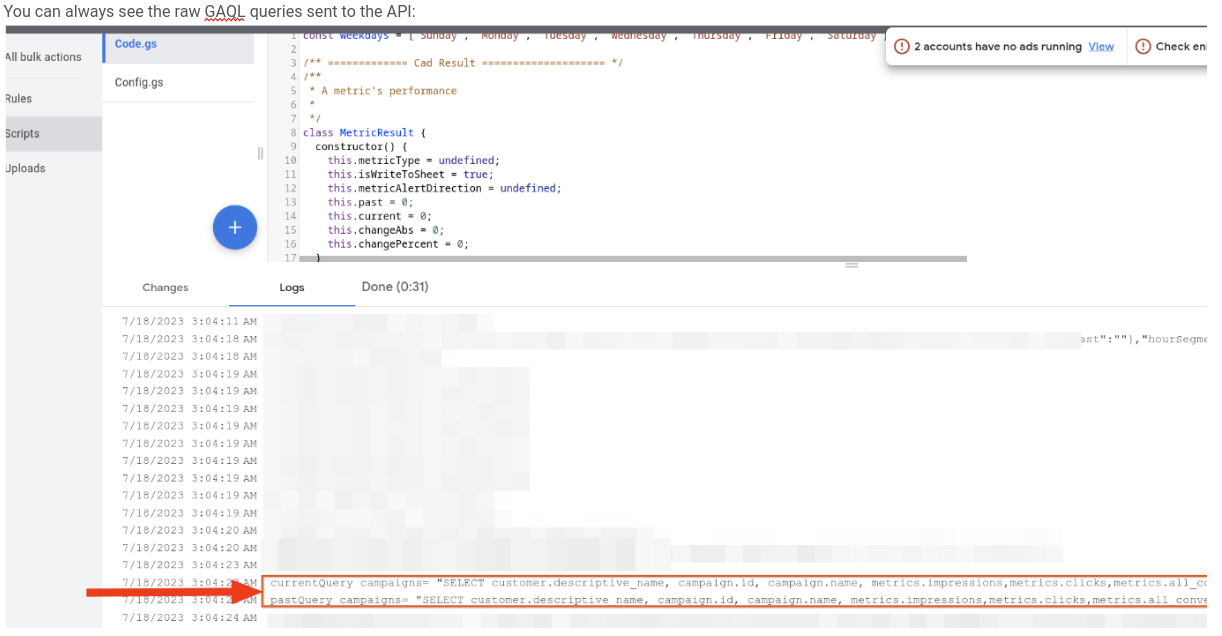 You can always see the raw GAQL queries sent to the API:
All bulk actions
Rules
Scripts
Uploads
Code.gs
Config.gs
+
1 const weekdays = [ Sunday , Monday , Tuesday , Wednesday , Thursday , Friday , Saturday ]
2
3 /** ============= Cad Result ==================== */
4 /**
5 * A metric's performance
6 *
7 */
8 class MetricResult {
9 constructor() {
10 this.metricType = undefined;
11 this.isWriteToSheet = true;
12 this.metricAlertDirection = undefined;
13 this.past = 0;
14 this.current = 0;
15 this.changeAbs = 0;
16 this.changePercent = 0;
17 }
2 accounts have no ads running View
Check en
Changes Logs Done (0:31)
7/18/2023 3:04:11 AM
7/18/2023 3:04:18 AM ast":""},"hourSegme
7/18/2023 3:04:18 AM
7/18/2023 3:04:19 AM
7/18/2023 3:04:19 AM
7/18/2023 3:04:19 AM
7/18/2023 3:04:19 AM
7/18/2023 3:04:19 AM
7/18/2023 3:04:19 AM
7/18/2023 3:04:19 AM
7/18/2023 3:04:19 AM
7/18/2023 3:04:19 AM
7/18/2023 3:04:20 AM
7/18/2023 3:04:20 AM
7/18/2023 3:04:23 AM
7/18/2023 3:04:2 AM currentQuery campaigns= "SELECT customer.descriptive_name, campaign.id, campaign.name, metrics.impressions,metrics.clicks,metrics.all_co
7/18/2023 3:04:2 AM pastQuery campaigns= "SELECT customer.descriptive_name, campaign.id, campaign.name, metrics.impressions,metrics.clicks,metrics.all_conve
7/18/2023 3:04:24 AM